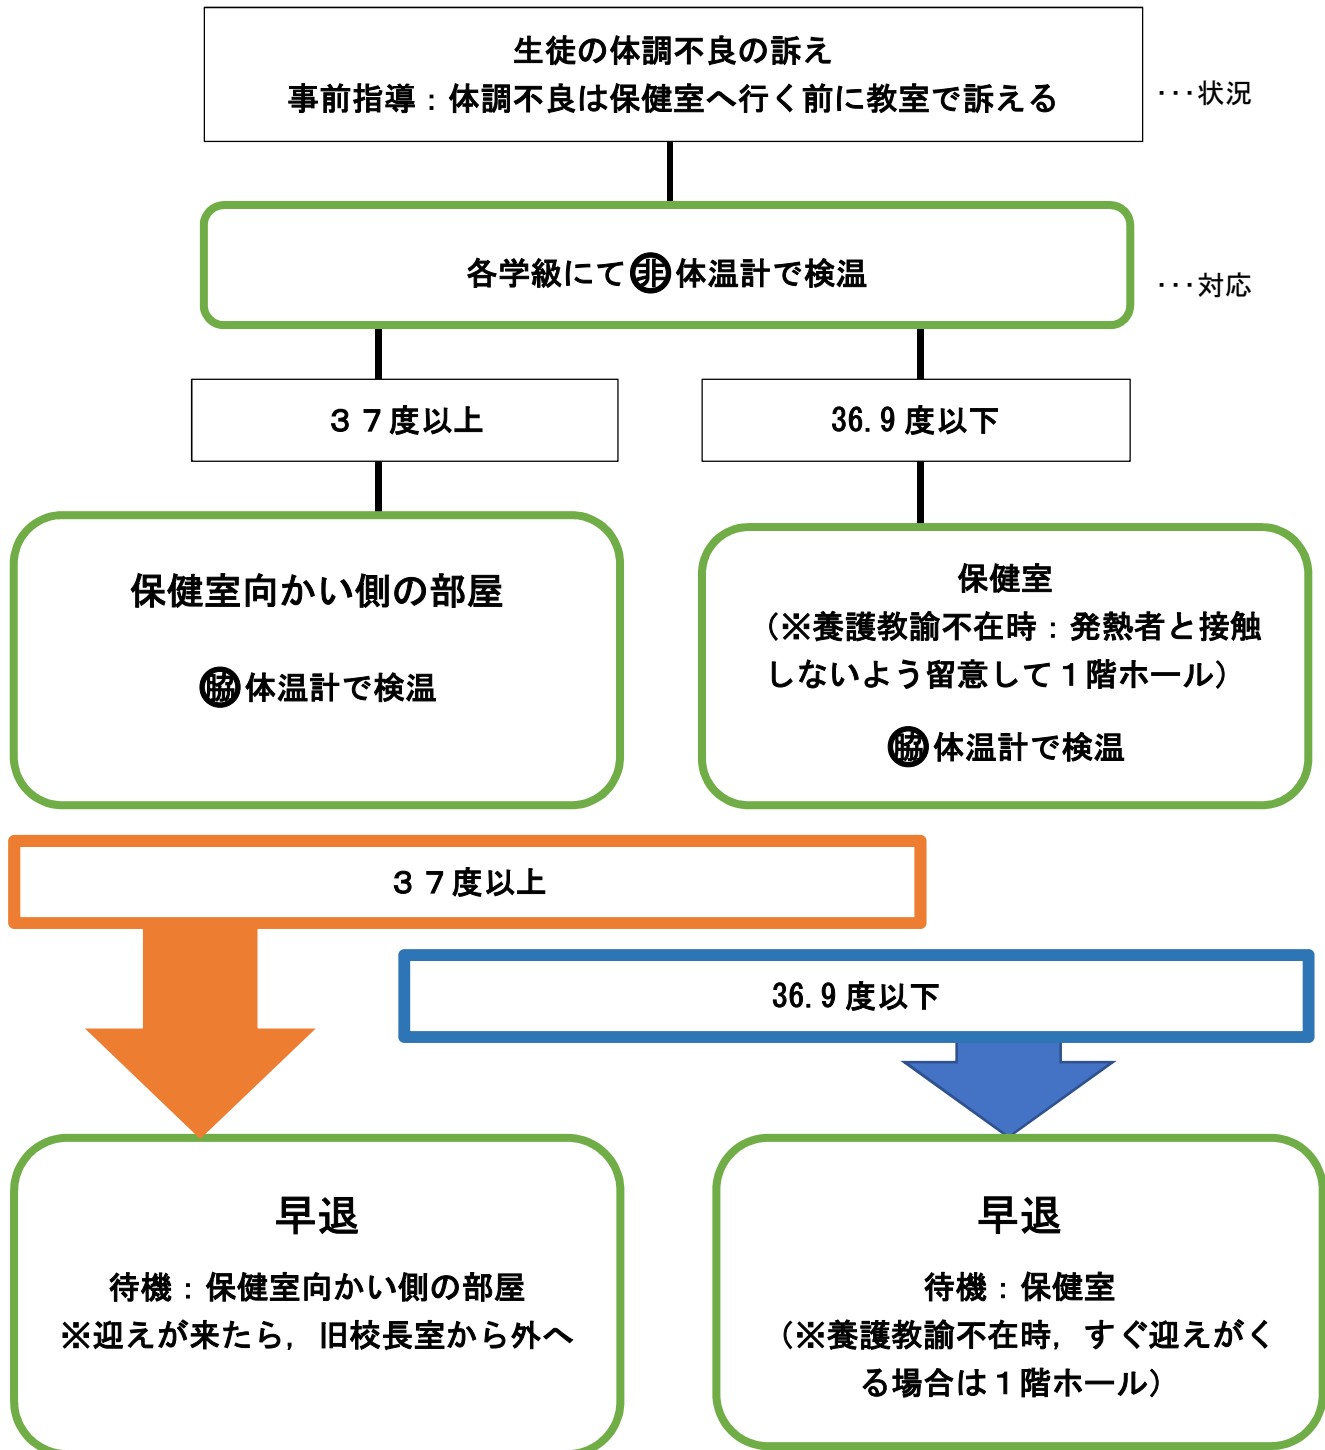 生徒の体調不良の訴え
事前指導：体調不良は保健室へ行く前に教室で訴える
…状況
各学級にて㊙体温計で検温
…対応
３７度以上
36.9度以下
保健室向かい側の部屋
脇体温計で検温
保健室
（※養護教諭不在時：発熱者と接触
しないよう留意して１階ホール）
脇体温計で検温
３７度以上
36.9度以下
早退
待機：保健室向かい側の部屋
※迎えが来たら，旧校長室から外へ
早退
待機：保健室
（※養護教諭不在時，すぐ迎えがく
る場合は１階ホール）